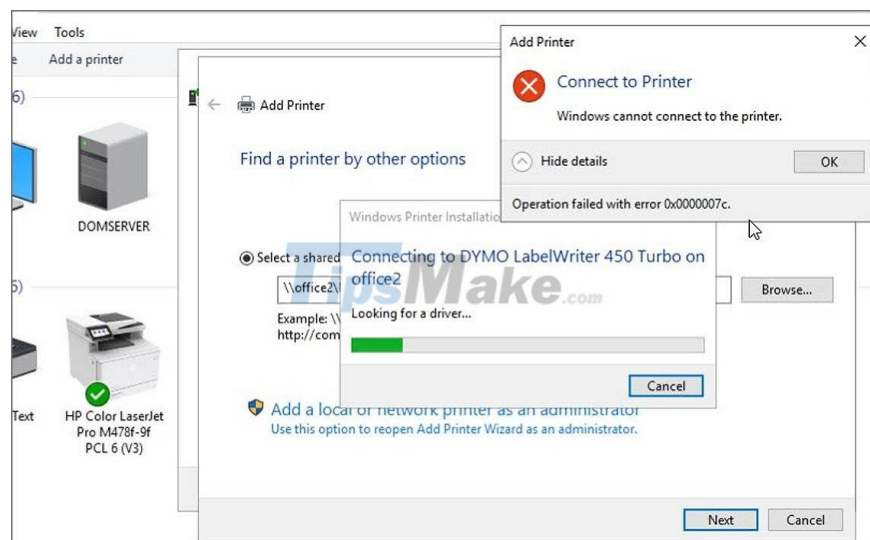 View Tools
Add a printer
6)
DOMSERVER
6)
Text
HP Color LaserJet
Pro M478f-9f
PCL 6 (V3)
Add Printer
Find a printer by other options
Select a shared
\\office2\
Browse...
Example: \\
http://com
Add a local or network printer as an administrator
Use this option to reopen Add Printer Wizard as an administrator.
Next Cancel
Windows Printer Installatio
Connecting to DYMO LabelWriter 450 Turbo on
office2
Looking for a driver...
Cancel
Add Printer
Connect to Printer
Windows cannot connect to the printer.
Hide details
OK
Operation failed with error 0x0000007c.
TipsMake.com